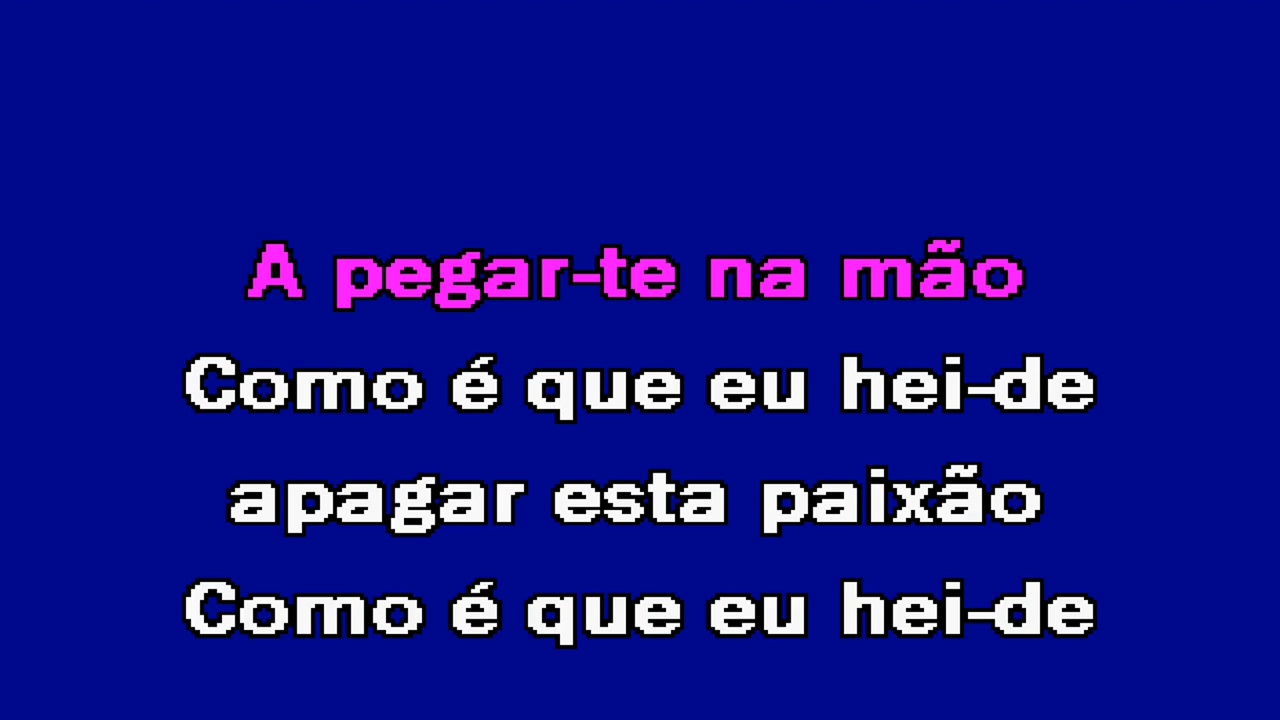 A pegar-te na mão
Como é que eu hei-de
apagar esta paixão
Como é que eu hei-de